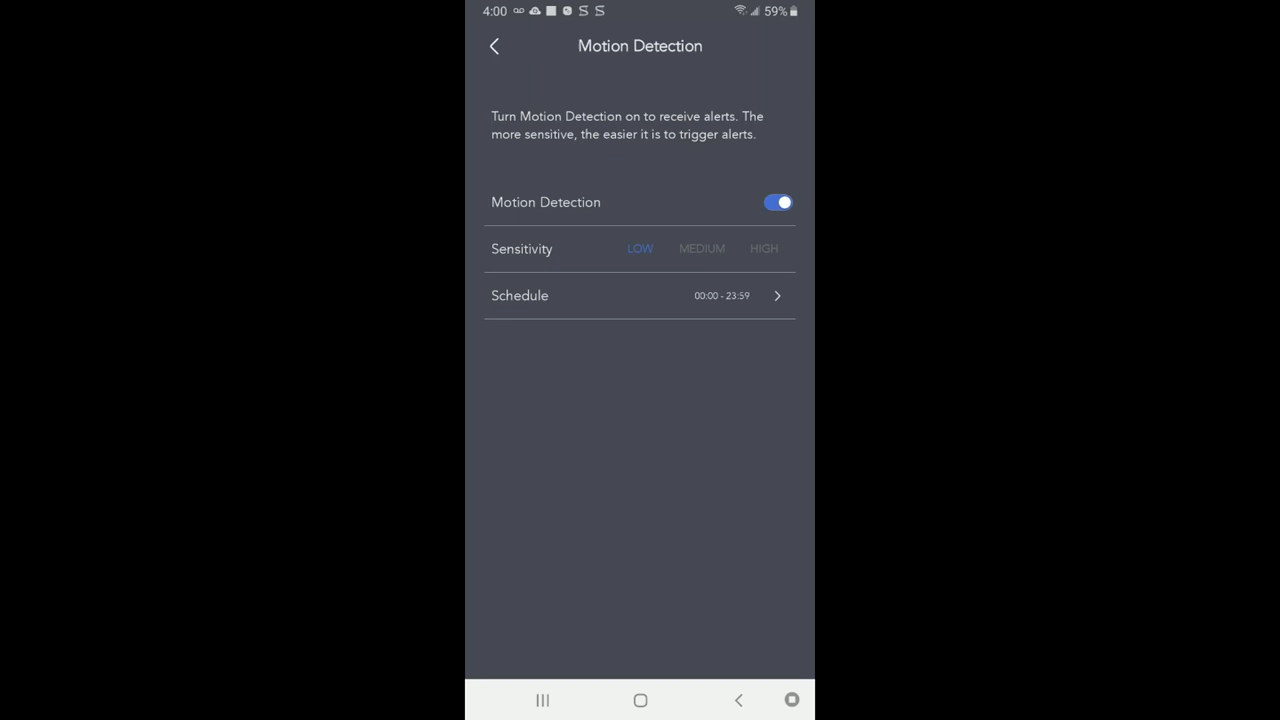 4:00 59%
Motion Detection
Turn Motion Detection on to receive alerts. The
more sensitive, the easier it is to trigger alerts.
Motion Detection
Sensitivity LOW MEDIUM HIGH
Schedule 00:00 - 23:59